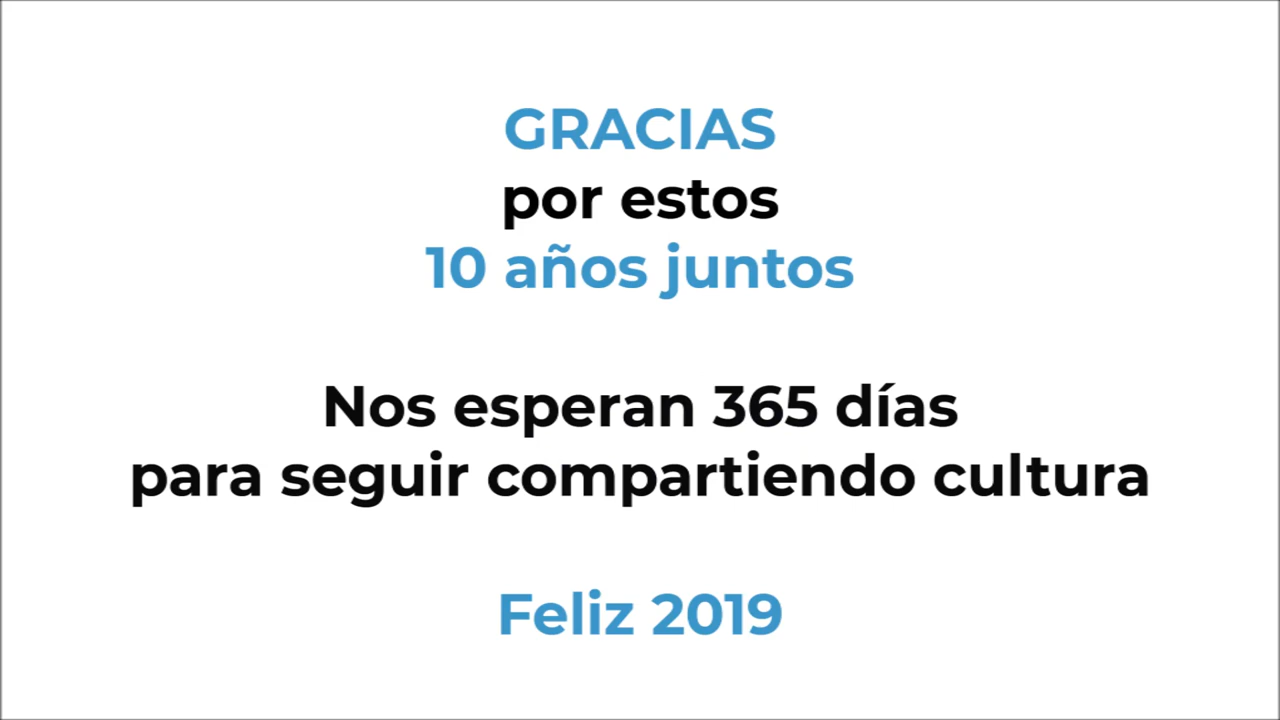 GRACIAS
por estos
10 años juntos
Nos esperan 365 días
para seguir compartiendo cultura
Feliz 2019